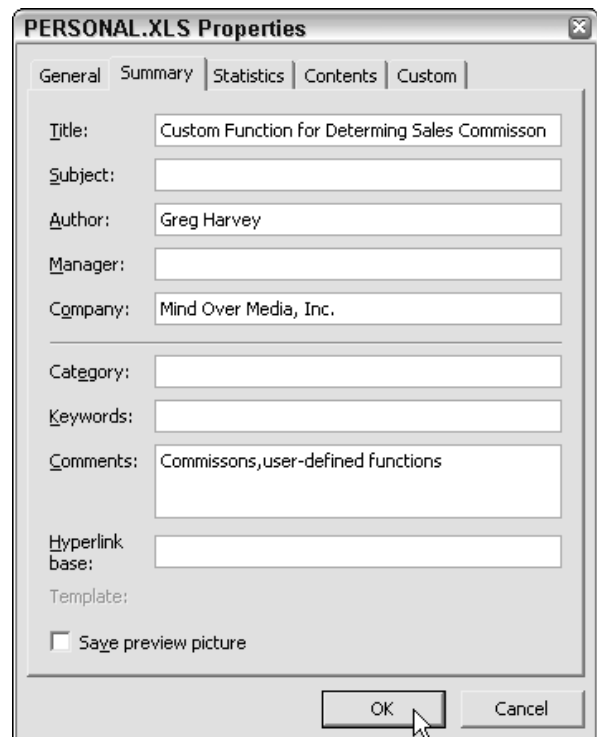 PERSONAL.XLS Properties
General Summary Statistics Contents Custom
Title: Custom Function for Determing Sales Commisson
Subject:
Author: Greg Harvey
Manager:
Company: Mind Over Media, Inc.
Category:
Keywords:
Comments: Commissons,user-defined functions
Hyperlink
base:
Template:
Save preview picture
OK Cancel